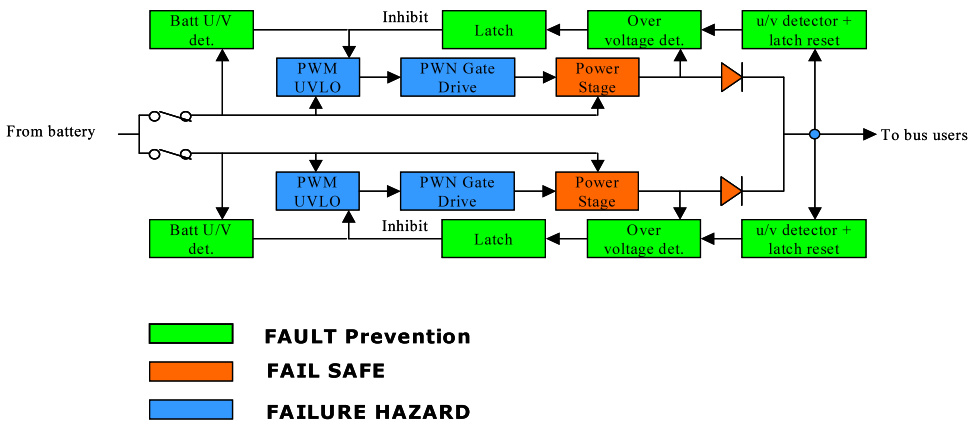 Batt U/V
det.
Inhibit
Latch
Over
voltage det.
u/v detector +
latch reset
PWM
UVLO
PWN Gate
Drive
Power
Stage
From battery
To bus users
PWM
UVLO
PWN Gate
Drive
Power
Stage
Batt U/V
det.
Inhibit
Latch
Over
voltage det.
u/v detector +
latch reset
FAULT Prevention
FAIL SAFE
FAILURE HAZARD